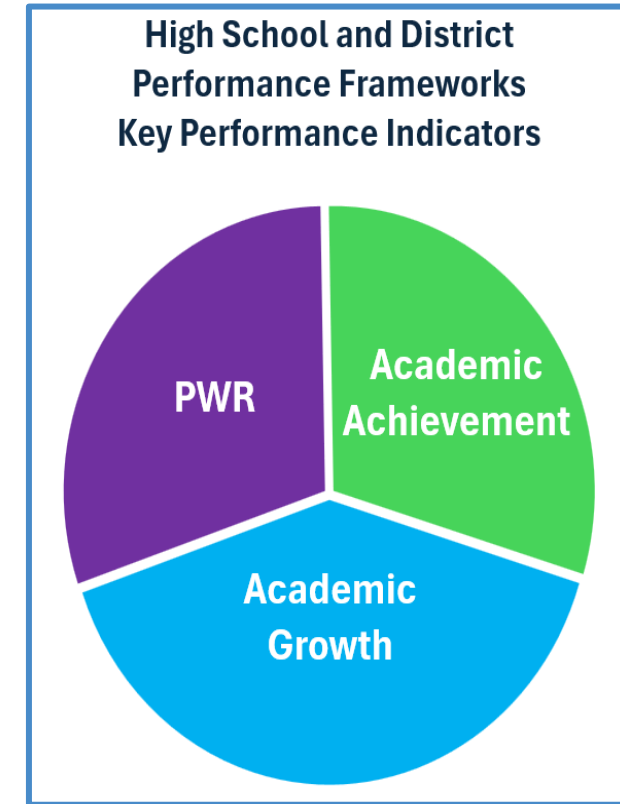 High School and District
Performance Frameworks
Key Performance Indicators
PWR
Academic
Achievement
Academic
Growth